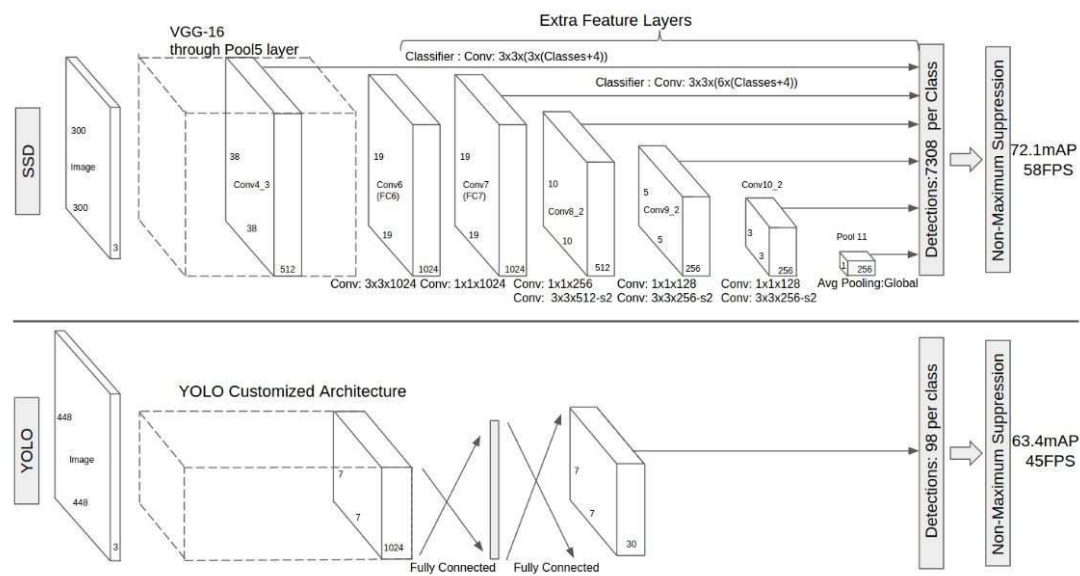 Extra Feature Layers
VGG-16
through Pool5 layer
Classifier : Conv: 3x3x(3x(Classes+4))
Classifier : Conv: 3x3x(6x(Classes+4))
SSD
300
Image
300
3
38
Conv4_3
38
512
19
Conv6
(FC6)
19
1024
19
Conv7
(FC7)
19
1024
10
Conv8_2
10
512
5
Conv9_2
5
256
Conv10_2
3
3
256
Pool 11
1
256
Conv: 3x3x1024
Conv: 1x1x1024
Conv: 1x1x256
Conv: 3x3x512-s2
Conv: 1x1x128
Conv: 3x3x256-s2
Conv: 1x1x128
Conv: 3x3x256-s2
Avg Pooling:Global
Detections:7308 per Class
Non-Maximum Suppression
72.1mAP
58FPS
YOLO
448
Image
448
3
YOLO Customized Architecture
7
7
1024
Fully Connected
Fully Connected
7
7
30
Detections: 98 per class
Non-Maximum Suppression
63.4mAP
45FPS